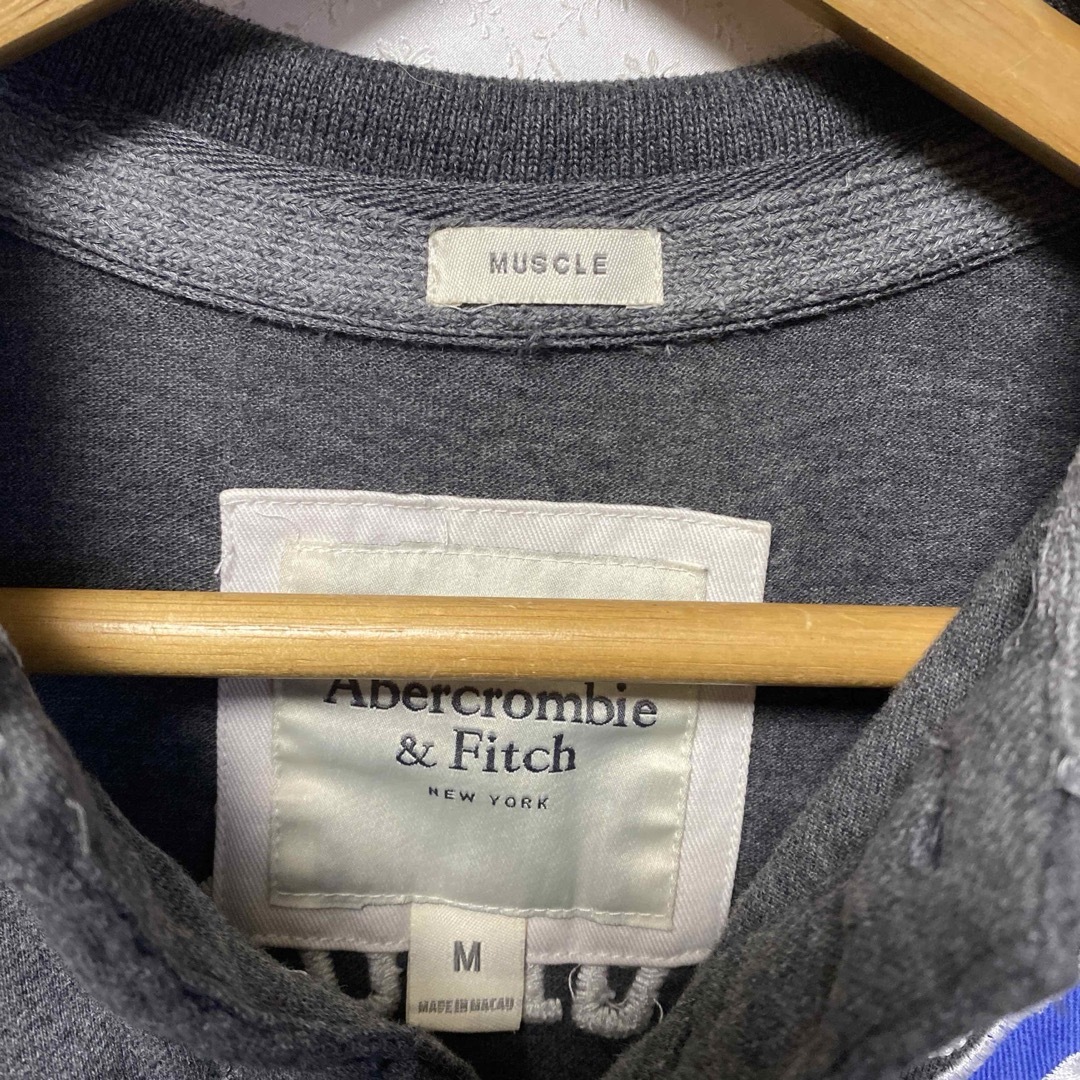 MUSCLE
Abercrombie
& Fitch
NEW YORK
M
MADE IN MACAU